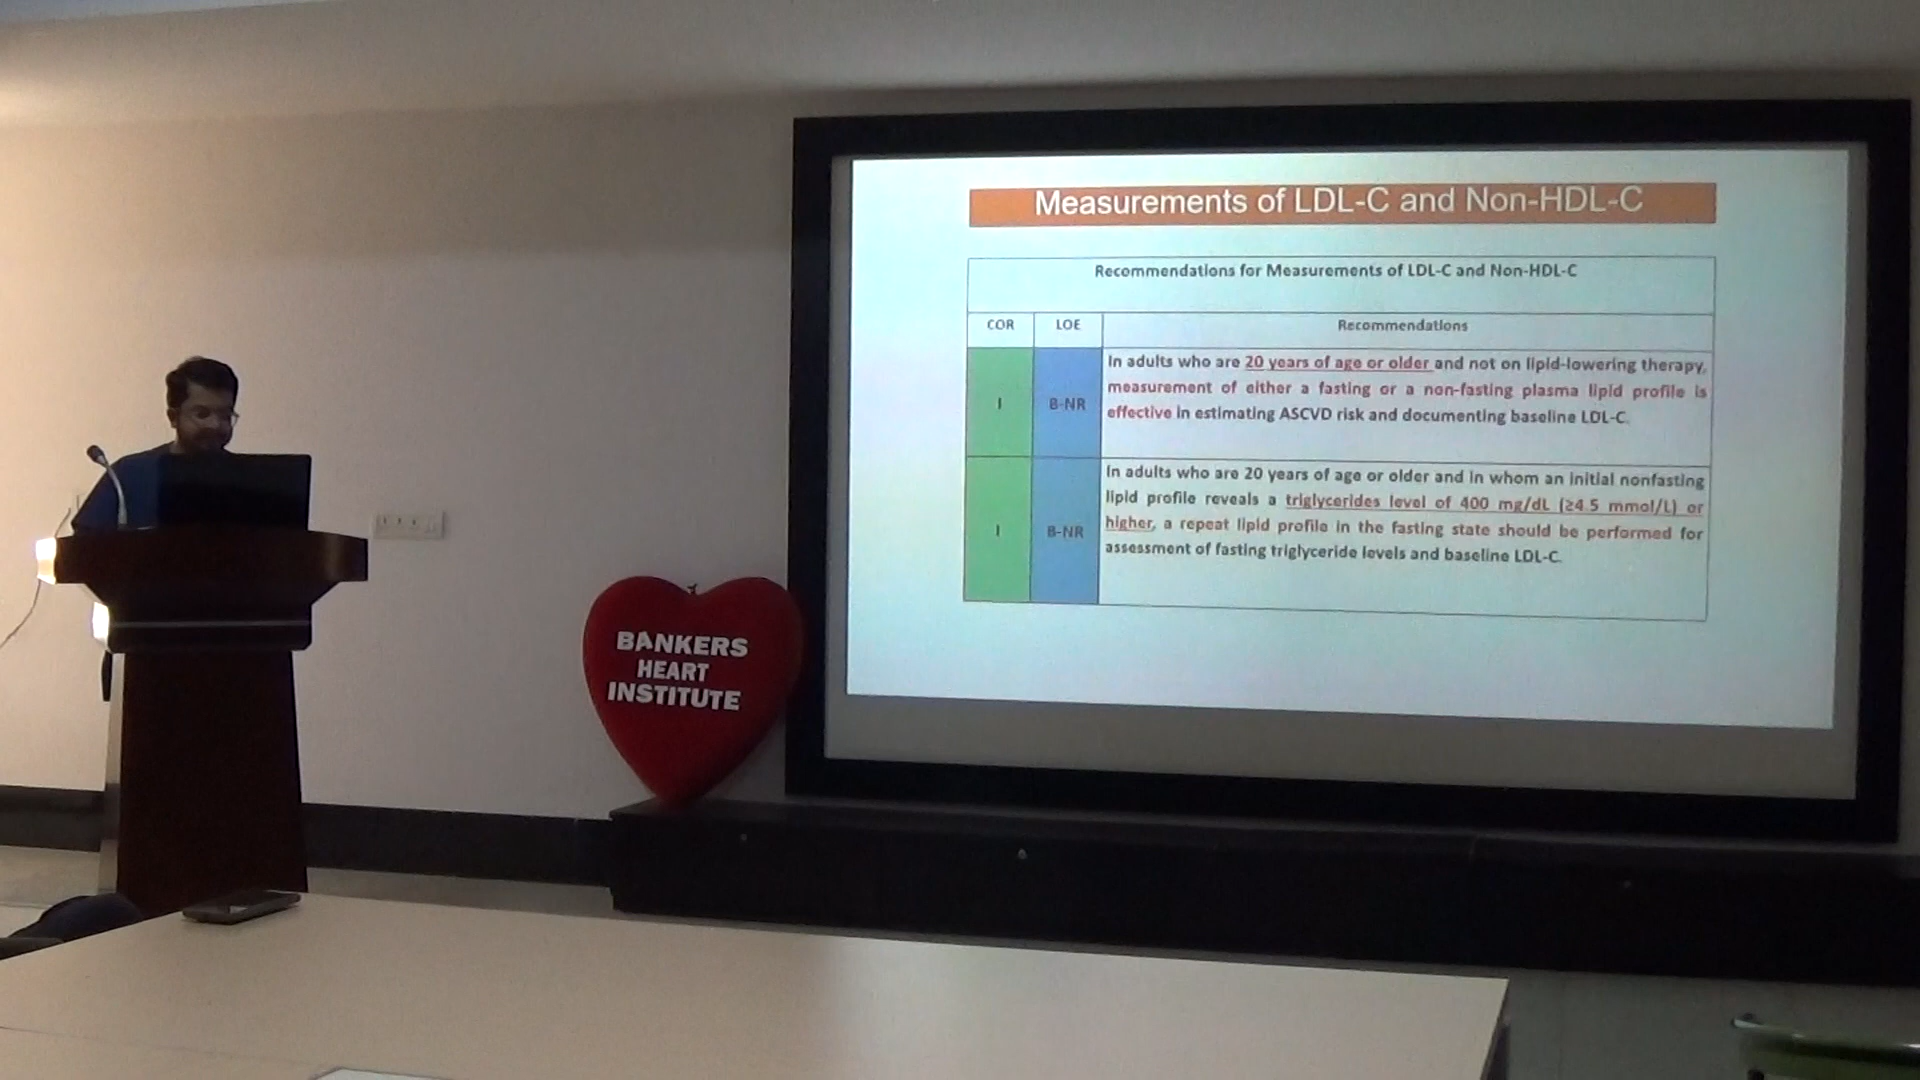 Measurements of LDL-C and Non-HDL-C
Recommendations for Measurements of LDL-C and Non-HDL-C
COR LOE Recommendations
I B-NR
In adults who are 20 years of age or older and not on lipid-lowering therapy,
measurement of either a fasting or a non-fasting plasma lipid profile is
effective in estimating ASCVD risk and documenting baseline LDL-C.
I B-NR
In adults who are 20 years of age or older and in whom an initial nonfasting
lipid profile reveals a triglycerides level of 400 mg/dL (≥4.5 mmol/L) or
higher, a repeat lipid profile in the fasting state should be performed for
assessment of fasting triglyceride levels and baseline LDL-C.
BANKERS
HEART
INSTITUTE